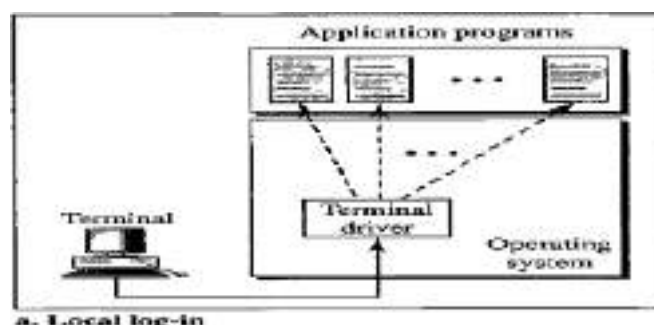 Application programs
Terminal
Terminal
driver
Operating
system
a. Local log-in